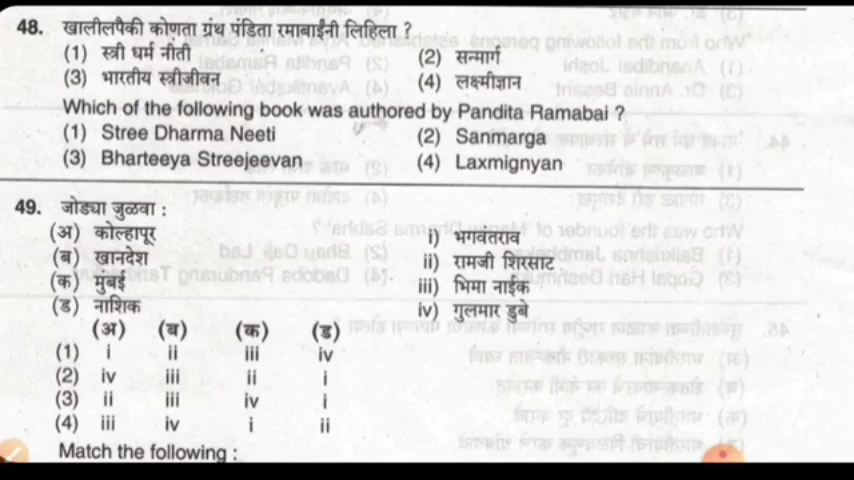 48. खालीलपैकी कोणता ग्रंथ पंडिता रमाबाईंनी लिहिला ?
(1) स्त्री धर्म नीती (2) सन्मार्ग
(3) भारतीय स्त्रीजीवन (4) लक्ष्मीज्ञान
Which of the following book was authored by Pandita Ramabai ?
(1) Stree Dharma Neeti (2) Sanmarga
(3) Bharteeya Streejeevan (4) Laxmignyan
49. जोड्या जुळवा :
(अ) कोल्हापूर i) भगवंतराव
(ब) खानदेश ii) रामजी शिरसाट
(क) मुंबई iii) भिमा नाईक
(ड) नाशिक iv) गुलमार डुबे
(अ) (ब) (क) (ड)
(1) i ii iii iv
(2) iv iii ii i
(3) ii iii iv i
(4) iii iv i ii
Match the following :